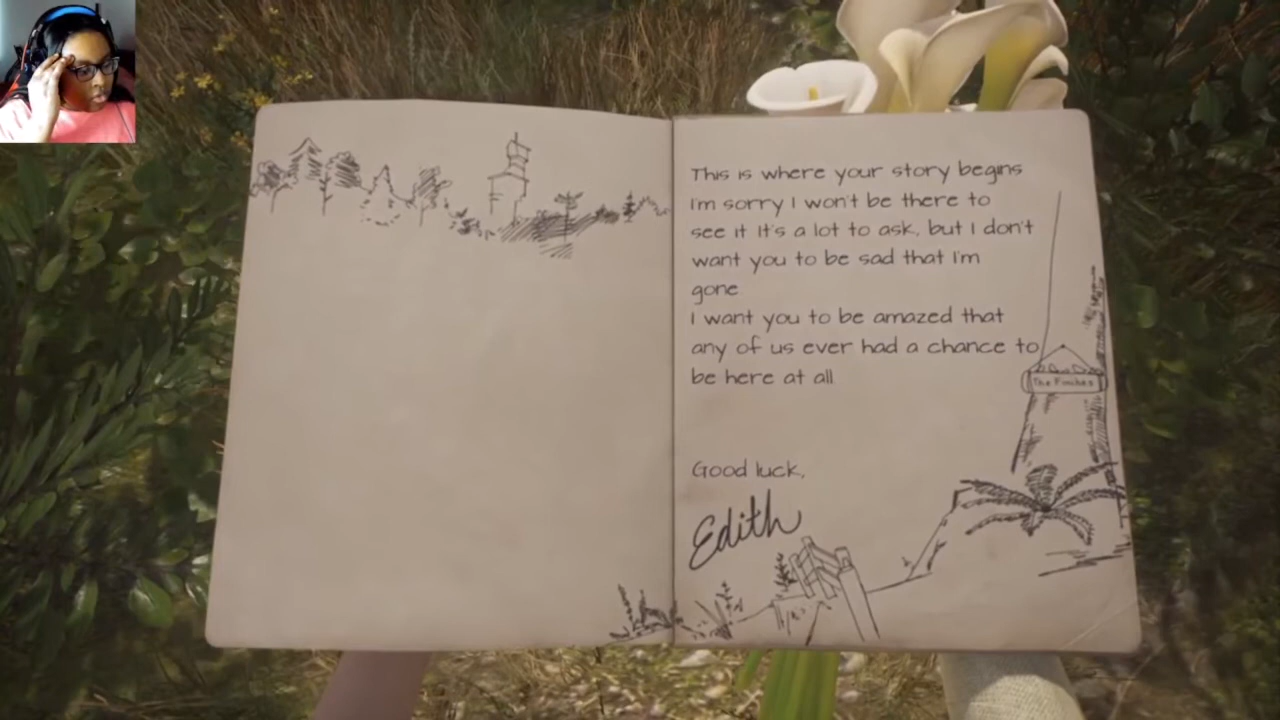 This is where your story begins
I'm sorry I won't be there to
see it It's a lot to ask, but I don't
want you to be sad that I'm
gone
I want you to be amazed that
any of us ever had a chance to
be here at all
The Finches
Good luck,
Edith